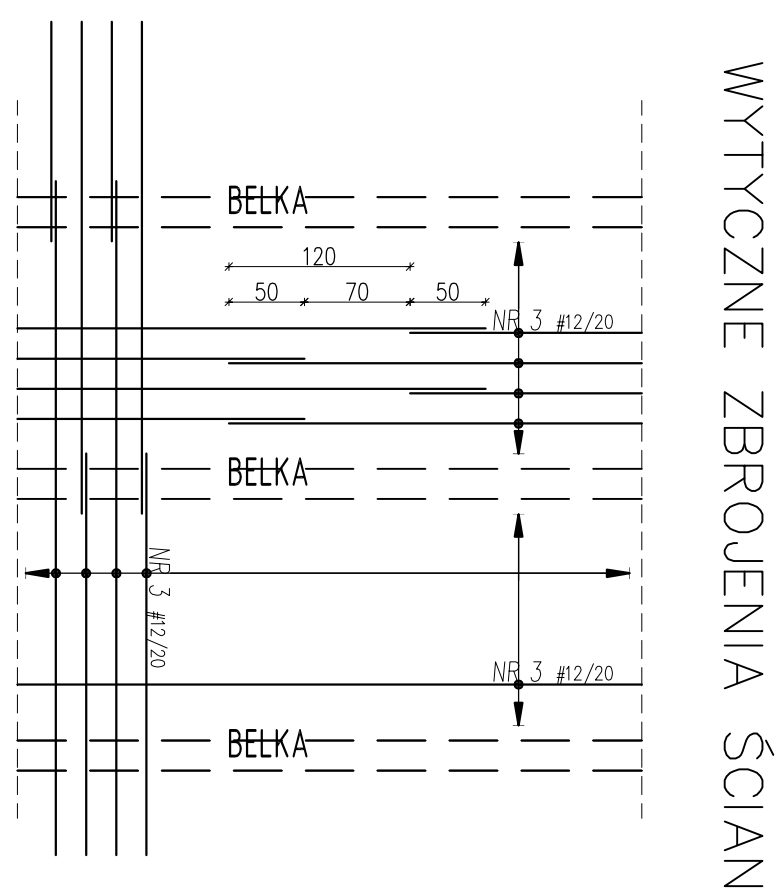 WYTYCZNE ZBROJENIA ŚCIAN
BELKA
120
50 70 50
NR 3 #12/20
BELKA
NR 3 #12/20
NR 3 #12/20
BELKA